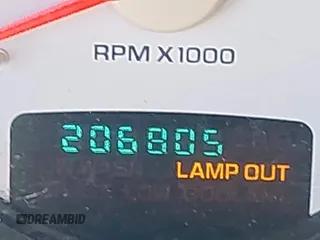 RPM X1000
206805
LAMP OUT
DREAMBID